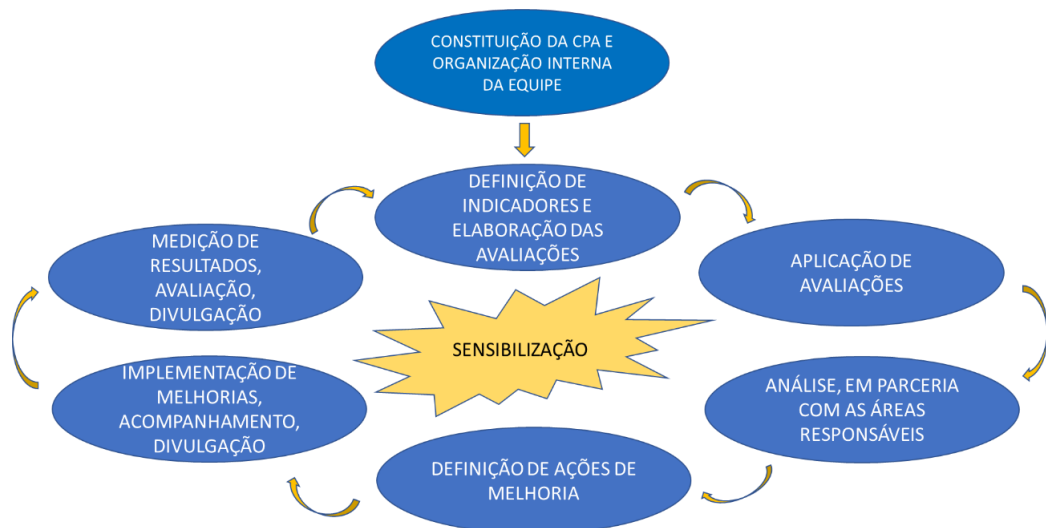 CONSTITUIÇÃO DA CPA E
ORGANIZAÇÃO INTERNA
DA EQUIPE
DEFINIÇÃO DE
INDICADORES E
ELABORAÇÃO DAS
AVALIAÇÕES
APLICAÇÃO DE
AVALIAÇÕES
ANÁLISE, EM PARCERIA
COM AS ÁREAS
RESPONSÁVEIS
DEFINIÇÃO DE AÇÕES DE
MELHORIA
IMPLEMENTAÇÃO DE
MELHORIAS,
ACOMPANHAMENTO,
DIVULGAÇÃO
MEDIÇÃO DE
RESULTADOS,
AVALIAÇÃO,
DIVULGAÇÃO
SENSIBILIZAÇÃO